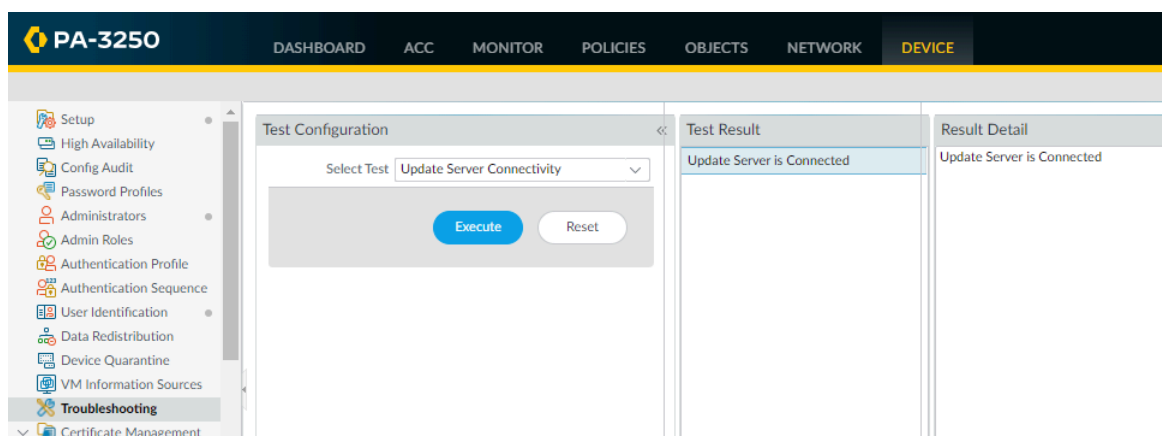 PA-3250
DASHBOARD ACC MONITOR POLICIES OBJECTS NETWORK DEVICE
Setup
High Availability
Config Audit
Password Profiles
Administrators
Admin Roles
Authentication Profile
Authentication Sequence
User Identification
Data Redistribution
Device Quarantine
VM Information Sources
Troubleshooting
Certificate Management
Test Configuration
Select Test Update Server Connectivity
Execute Reset
Test Result
Update Server is Connected
Result Detail
Update Server is Connected